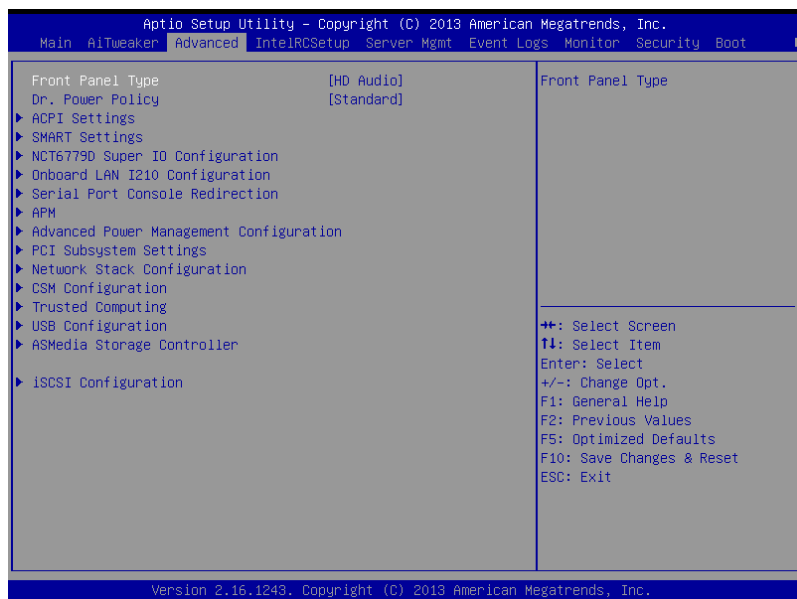 Aptio Setup Utility – Copyright (C) 2013 American Megatrends, Inc.
Main AiTweaker Advanced IntelRCSetup Server Mgmt Event Logs Monitor Security Boot
Front Panel Type [HD Audio]
Dr. Power Policy [Standard]
ACPI Settings
SMART Settings
NCT6779D Super IO Configuration
Onboard LAN I210 Configuration
Serial Port Console Redirection
APM
Advanced Power Management Configuration
PCI Subsystem Settings
Network Stack Configuration
CSM Configuration
Trusted Computing
USB Configuration
ASMedia Storage Controller
iSCSI Configuration
Front Panel Type
→←: Select Screen
↑↓: Select Item
Enter: Select
+/-: Change Opt.
F1: General Help
F2: Previous Values
F5: Optimized Defaults
F10: Save Changes & Reset
ESC: Exit
Version 2.16.1243. Copyright (C) 2013 American Megatrends, Inc.